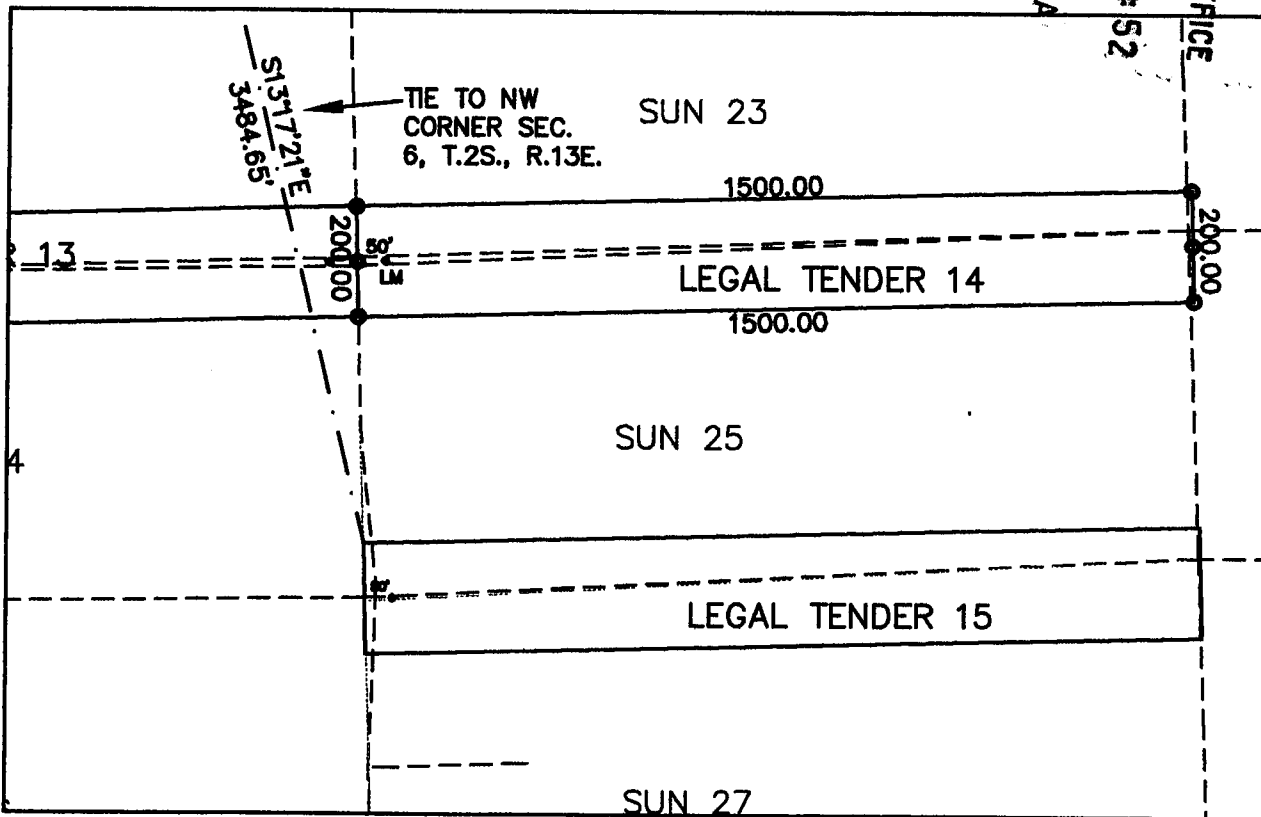 FFICE
52
A
S13°17'21"E
3484.65'
TIE TO NW
CORNER SEC.
6, T.2S., R.13E.
SUN 23
1500.00
200.00
200.00
13
50'
LM
LEGAL TENDER 14
1500.00
SUN 25
4
LEGAL TENDER 15
SUN 27